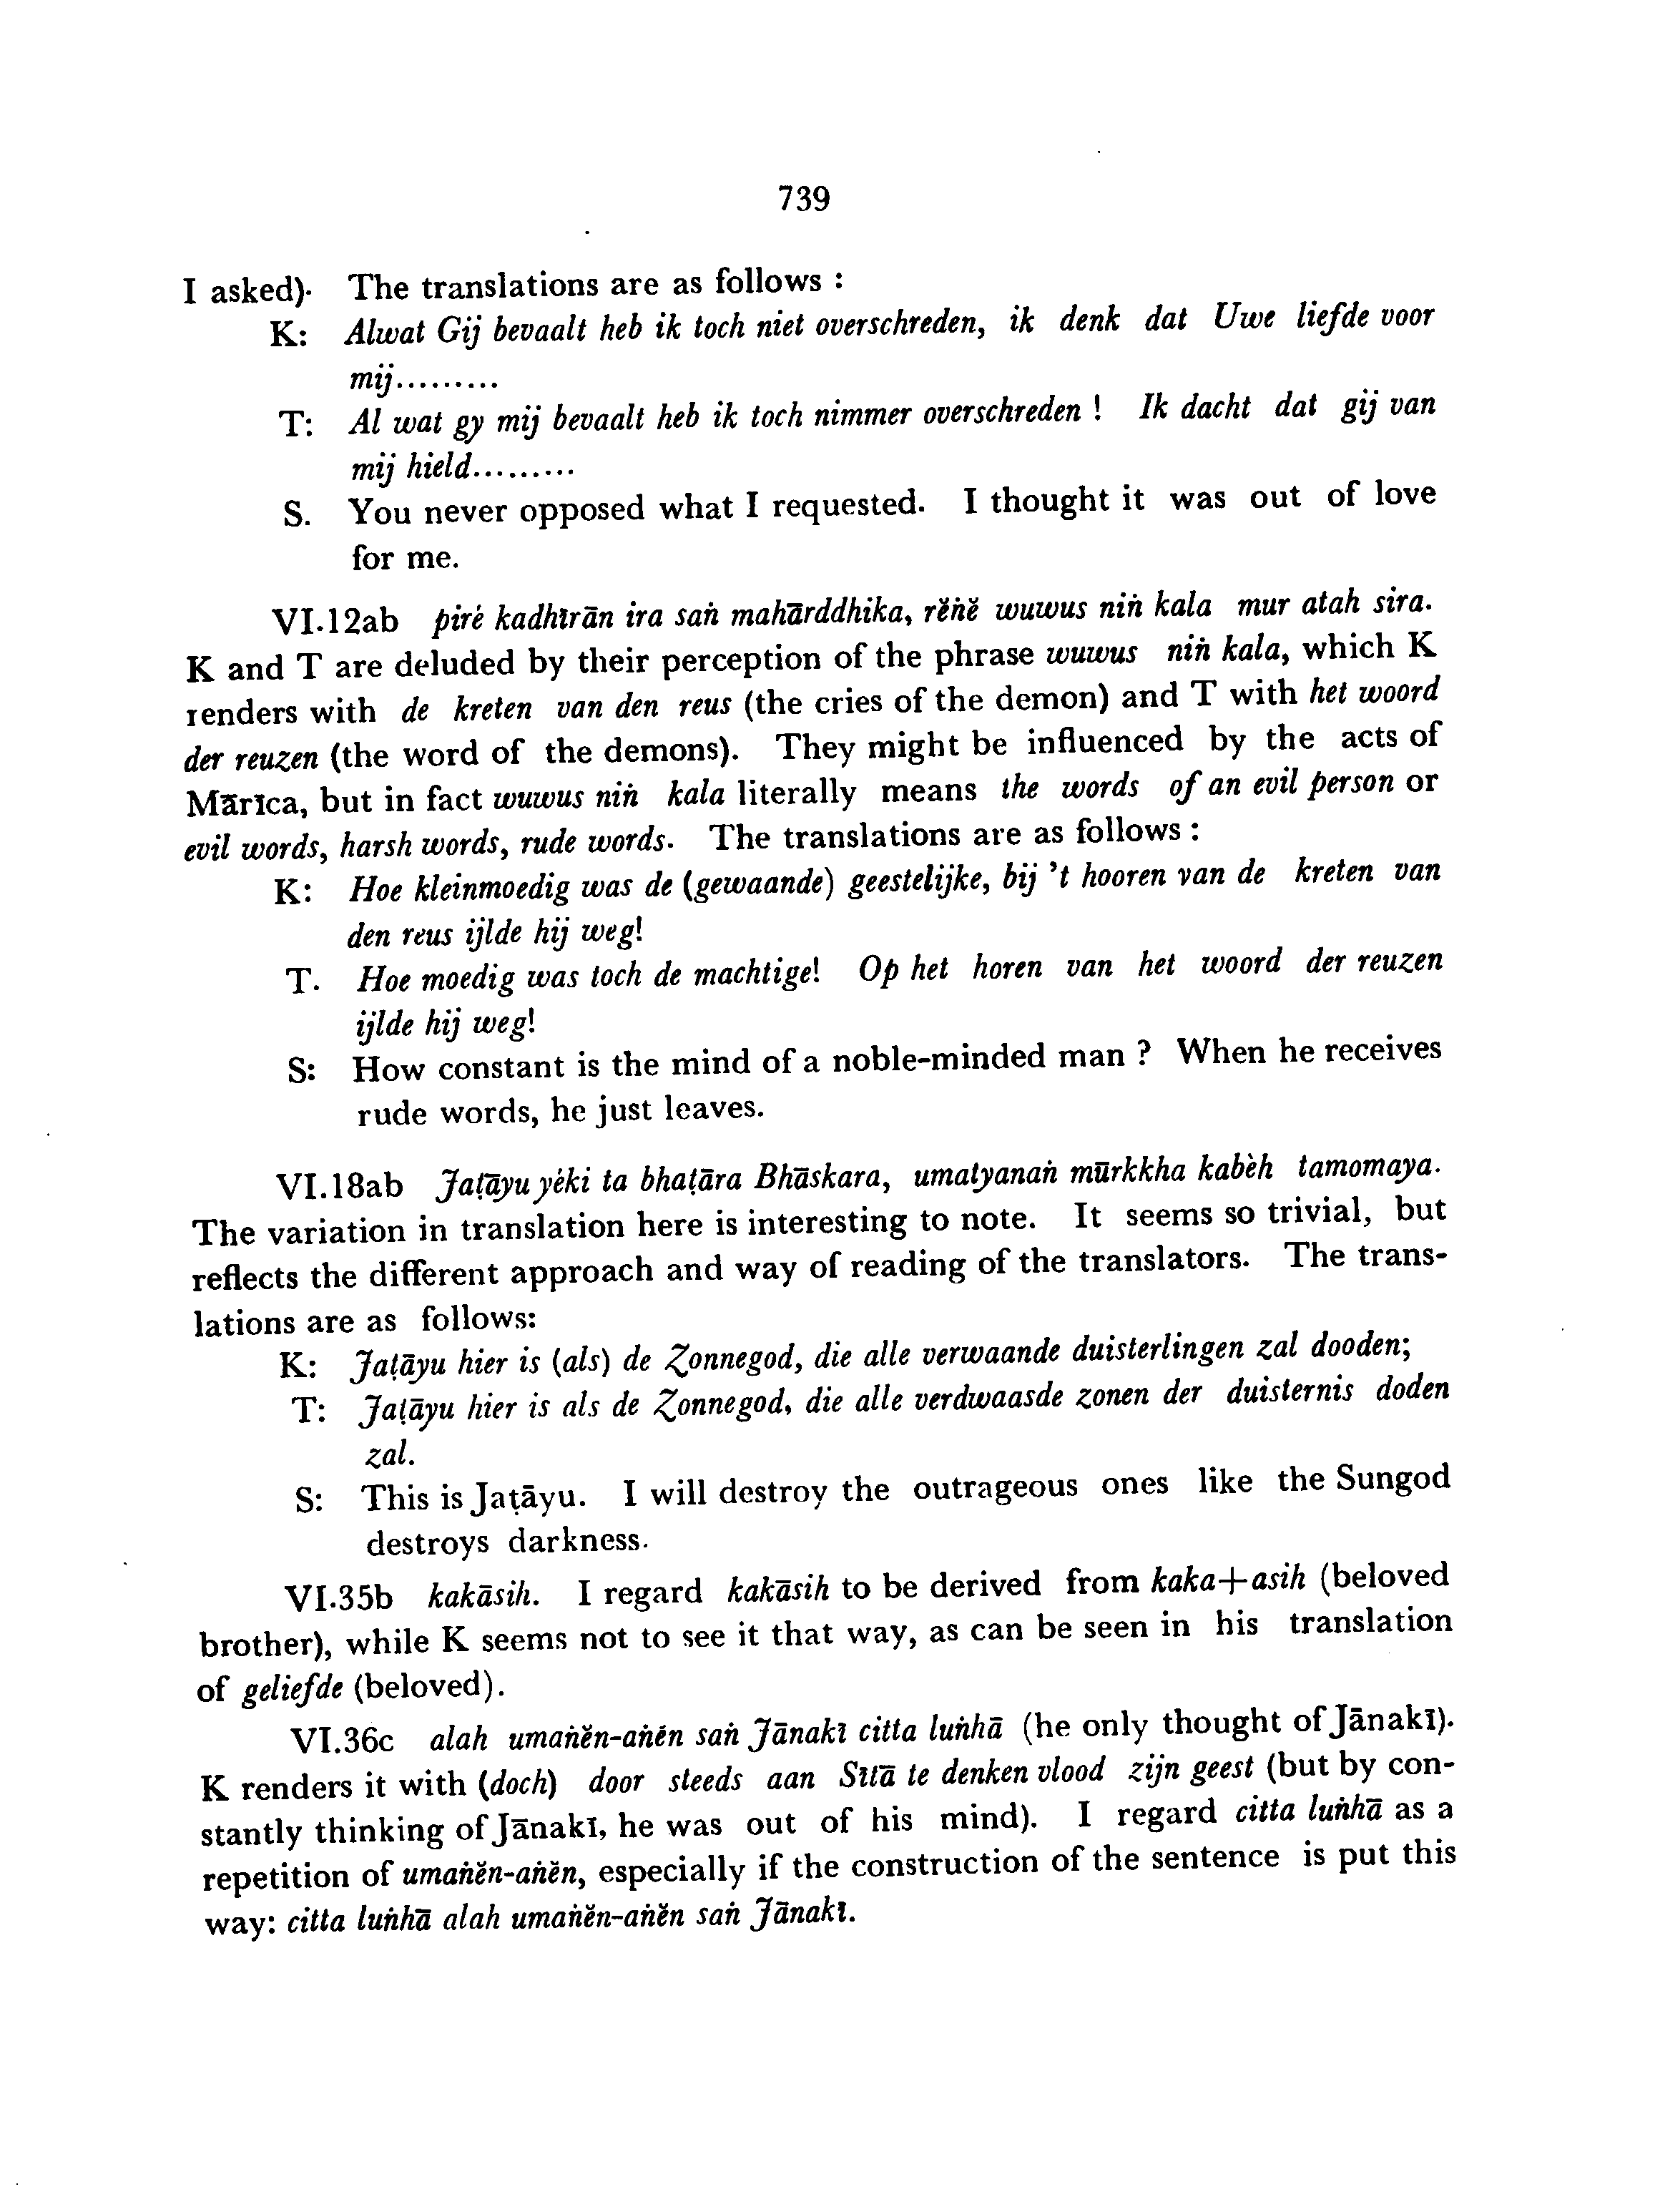 739
I asked). The translations are as follows :
K: Alwat Gij bevaalt heb ik toch niet overschreden, ik denk dat Uwe liefde voor
mij.........
T: Al wat gy mij bevaalt heb ik toch nimmer overschreden ! Ik dacht dat gij van
mij hield.........
S. You never opposed what I requested. I thought it was out of love
for me.
VI.12ab piré kadhīrān ira saṅ mahārddhika, rĕṅĕ wuwus niṅ kala mur atah sira.
K and T are deluded by their perception of the phrase wuwus niṅ kala, which K
renders with de kreten van den reus (the cries of the demon) and T with het woord
der reuzen (the word of the demons). They might be influenced by the acts of
Mārīca, but in fact wuwus niṅ kala literally means the words of an evil person or
evil words, harsh words, rude words. The translations are as follows :
K: Hoe kleinmoedig was de (gewaande) geestelijke, bij 't hooren van de kreten van
den reus ijlde hij weg!
T. Hoe moedig was toch de machtige! Op het horen van het woord der reuzen
ijlde hij weg!
S: How constant is the mind of a noble-minded man ? When he receives
rude words, he just leaves.
VI.18ab Jaṭāyu yéki ta bhaṭāra Bhāskara, umatyanaṅ mūrkkha kabèh tamomaya.
The variation in translation here is interesting to note. It seems so trivial, but
reflects the different approach and way of reading of the translators. The trans-
lations are as follows:
K: Jaṭāyu hier is (als) de Zonnegod, die alle verwaande duisterlingen zal dooden;
T: Jaṭāyu hier is als de Zonnegod, die alle verdwaasde zonen der duisternis doden
zal.
S: This is Jaṭāyu. I will destroy the outrageous ones like the Sungod
destroys darkness.
VI.35b kakāsih. I regard kakāsih to be derived from kaka+asih (beloved
brother), while K seems not to see it that way, as can be seen in his translation
of geliefde (beloved).
VI.36c alah umaṅĕn-aṅĕn saṅ Jānakī citta luṅhā (he only thought of Jānakī).
K renders it with (doch) door steeds aan Sītā te denken vlood zijn geest (but by con-
stantly thinking of Jānakī, he was out of his mind). I regard citta luṅhā as a
repetition of umaṅĕn-aṅĕn, especially if the construction of the sentence is put this
way: citta luṅhā alah umaṅĕn-aṅĕn saṅ Jānakī.